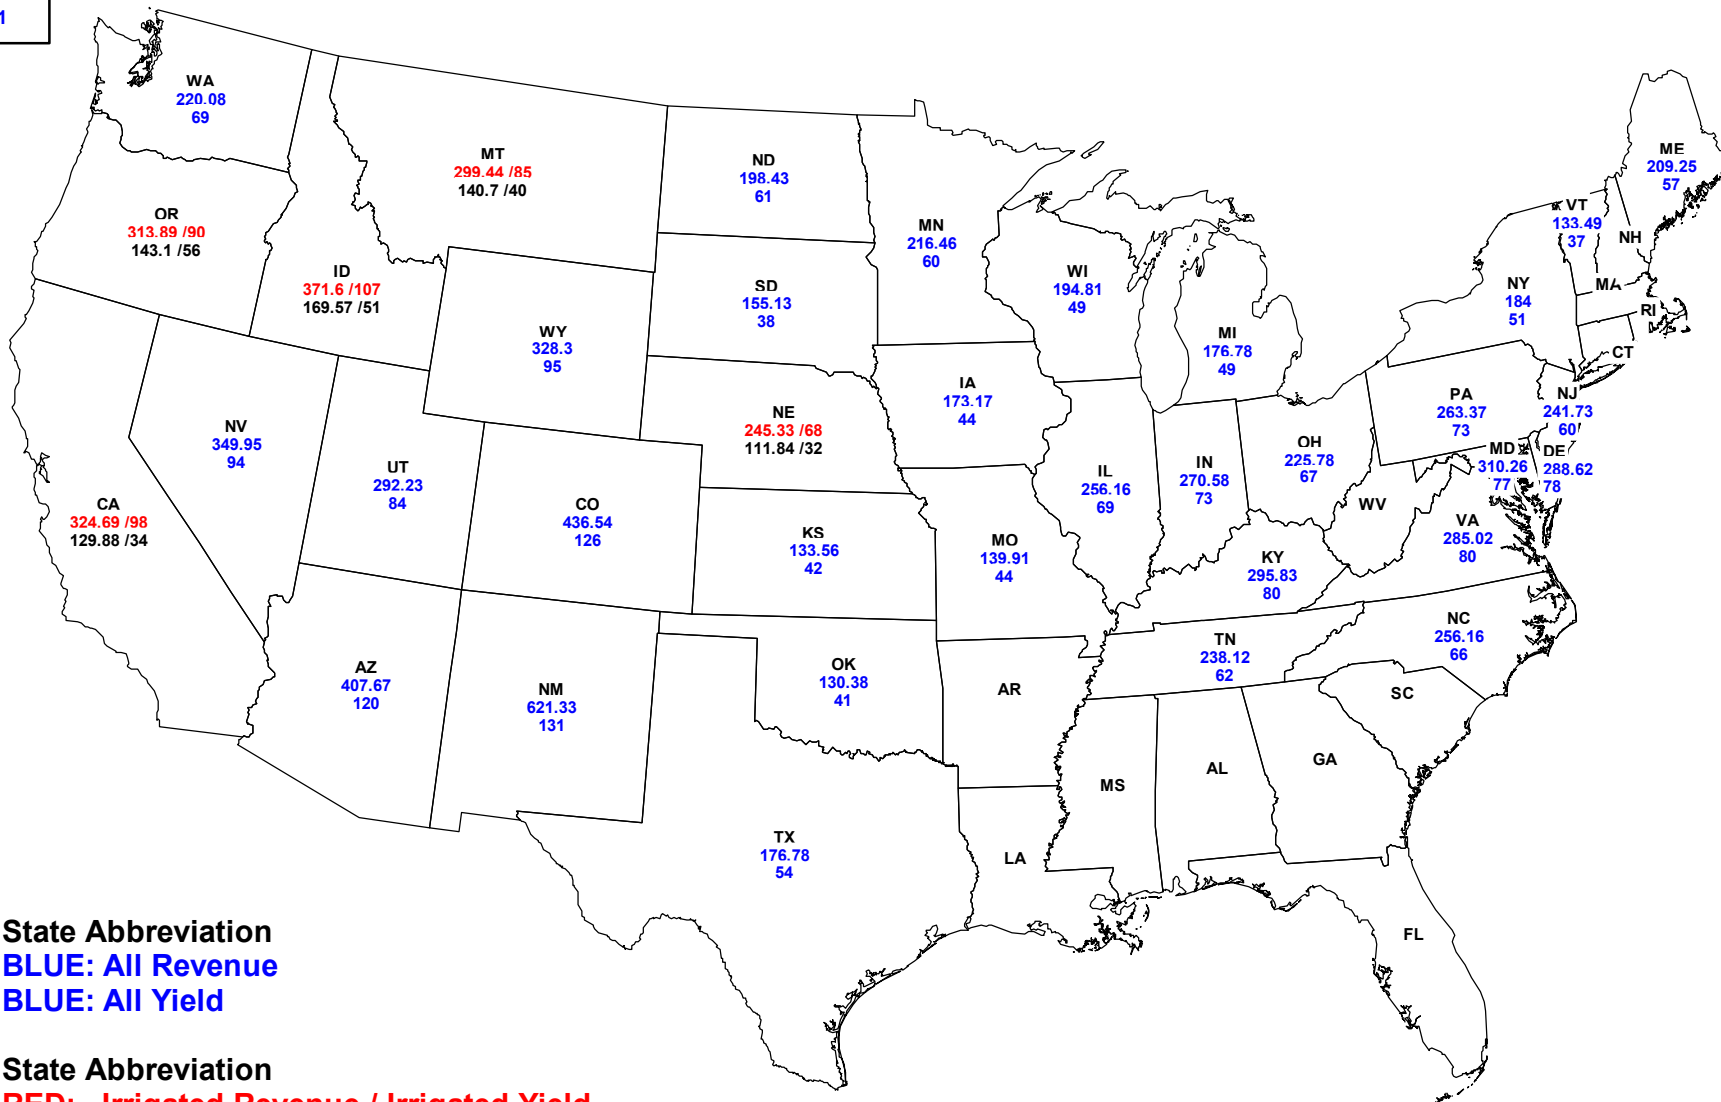 1
WA
220.08
69
MT
299.44 /85
140.7 /40
ND
198.43
61
MN
216.46
60
ME
209.25
57
VT
133.49
37
NH
OR
313.89 /90
143.1 /56
ID
371.6 /107
169.57 /51
SD
155.13
38
WI
194.81
49
MI
176.78
49
NY
184
51
MA
RI
CT
WY
328.3
95
IA
173.17
44
NE
245.33 /68
111.84 /32
PA
263.37
73
NJ
241.73
60
NV
349.95
94
UT
292.23
84
CO
436.54
126
IL
256.16
69
IN
270.58
73
OH
225.78
67
MD
310.26
77
DE
288.62
78
CA
324.69 /98
129.88 /34
KS
133.56
42
MO
139.91
44
WV
VA
285.02
80
KY
295.83
80
NC
256.16
66
TN
238.12
62
AZ
407.67
120
NM
621.33
131
OK
130.38
41
AR
SC
MS
AL
GA
TX
176.78
54
LA
FL
State Abbreviation
BLUE: All Revenue
BLUE: All Yield
State Abbreviation
RED: Irrigated Revenue / Irrigated Yield